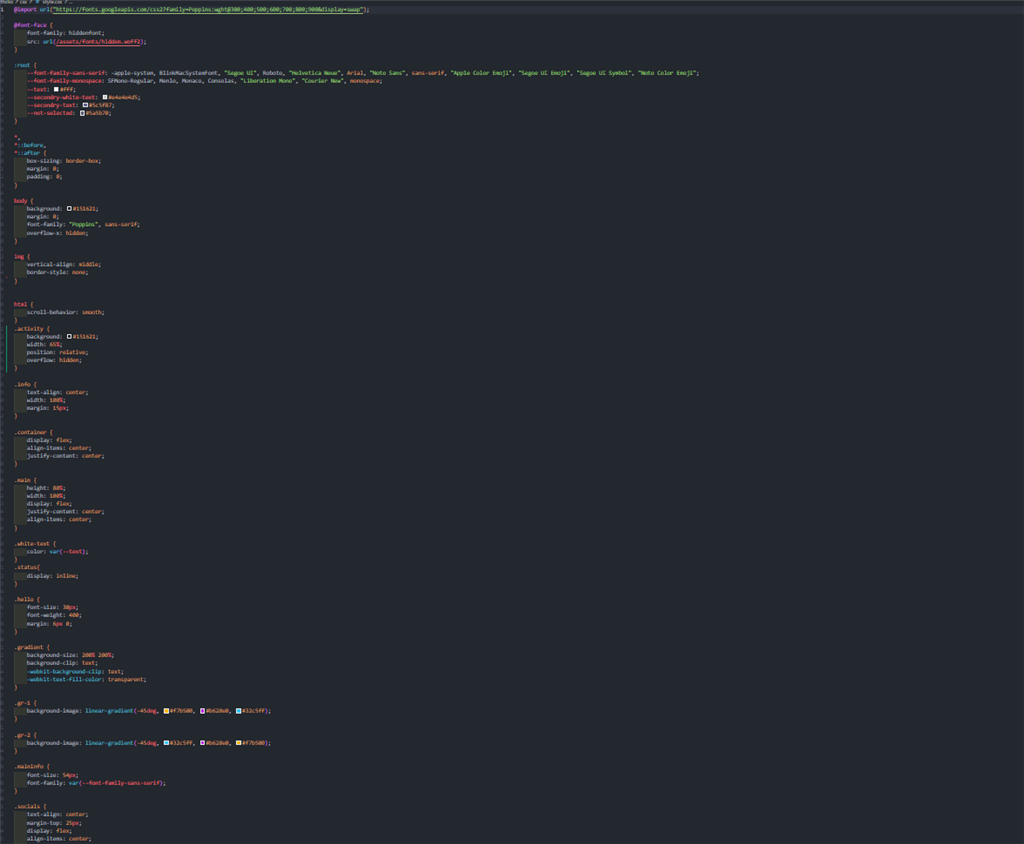 css > style.css > ...
@import url("https://fonts.googleapis.com/css2?family=Poppins:wght@300;400;500;600;700;800;900&display=swap");
@font-face {
font-family: hiddenfont;
src: url(/assets/fonts/hidden.woff2);
}
:root {
--font-family-sans-serif: -apple-system, BlinkMacSystemFont, "Segoe UI", Roboto, "Helvetica Neue", Arial, "Noto Sans", sans-serif, "Apple Color Emoji", "Segoe UI Emoji", "Segoe UI Symbol", "Noto Color Emoji";
--font-family-monospace: SFMono-Regular, Menlo, Monaco, Consolas, "Liberation Mono", "Courier New", monospace;
--text: #fff;
--secondry-white-text: #e4e4e4d5;
--secondry-text: #5c5f87;
--not-selected: #5a5b70;
}
*,
*::before,
*::after {
box-sizing: border-box;
margin: 0;
padding: 0;
}
body {
background: #151621;
margin: 0;
font-family: "Poppins", sans-serif;
overflow-x: hidden;
}
img {
vertical-align: middle;
border-style: none;
}
html {
scroll-behavior: smooth;
}
.activity {
background: #151621;
width: 65%;
position: relative;
overflow: hidden;
}
.info {
text-align: center;
width: 100%;
margin: 15px;
}
.container {
display: flex;
align-items: center;
justify-content: center;
}
.main {
height: 80%;
width: 100%;
display: flex;
justify-content: center;
align-items: center;
}
.white-text {
color: var(--text);
}
.status{
display: inline;
}
.hello {
font-size: 30px;
font-weight: 400;
margin: 6px 0;
}
.gradient {
background-size: 200% 200%;
background-clip: text;
-webkit-background-clip: text;
-webkit-text-fill-color: transparent;
}
.gr-1 {
background-image: linear-gradient(-45deg, #f7b500, #b620e0, #32c5ff);
}
.gr-2 {
background-image: linear-gradient(-45deg, #32c5ff, #b620e0, #f7b500);
}
.maininfo {
font-size: 54px;
font-family: var(--font-family-sans-serif);
}
.socials {
text-align: center;
margin-top: 25px;
display: flex;
align-items: center;